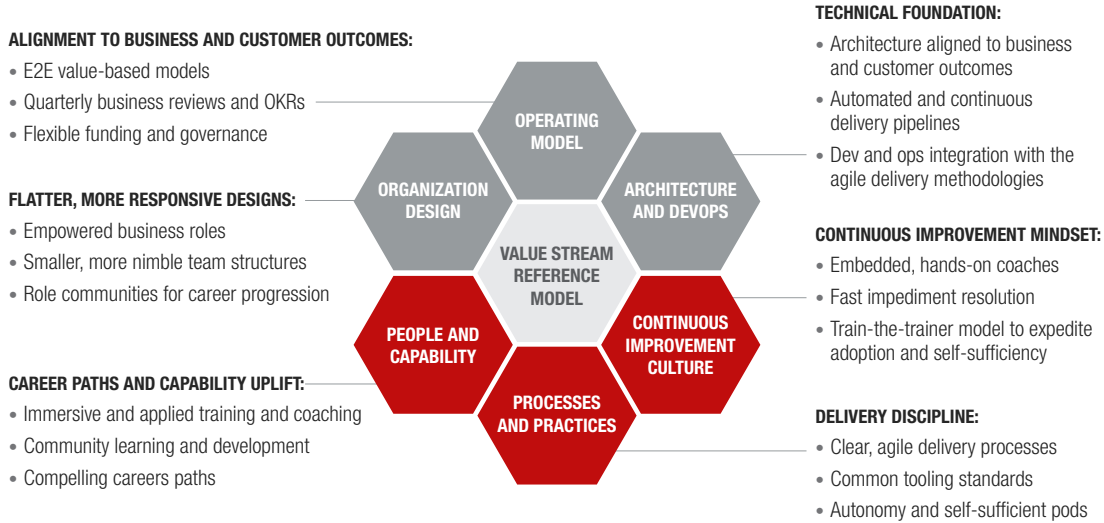 ALIGNMENT TO BUSINESS AND CUSTOMER OUTCOMES:
• E2E value-based models
• Quarterly business reviews and OKRs
• Flexible funding and governance
FLATTER, MORE RESPONSIVE DESIGNS:
• Empowered business roles
• Smaller, more nimble team structures
• Role communities for career progression
CAREER PATHS AND CAPABILITY UPLIFT:
• Immersive and applied training and coaching
• Community learning and development
• Compelling careers paths
OPERATING
MODEL
ORGANIZATION
DESIGN
ARCHITECTURE
AND DEVOPS
VALUE STREAM
REFERENCE
MODEL
PEOPLE AND
CAPABILITY
CONTINUOUS
IMPROVEMENT
CULTURE
PROCESSES
AND PRACTICES
TECHNICAL FOUNDATION:
• Architecture aligned to business
and customer outcomes
• Automated and continuous
delivery pipelines
• Dev and ops integration with the
agile delivery methodologies
CONTINUOUS IMPROVEMENT MINDSET:
• Embedded, hands-on coaches
• Fast impediment resolution
• Train-the-trainer model to expedite
adoption and self-sufficiency
DELIVERY DISCIPLINE:
• Clear, agile delivery processes
• Common tooling standards
• Autonomy and self-sufficient pods